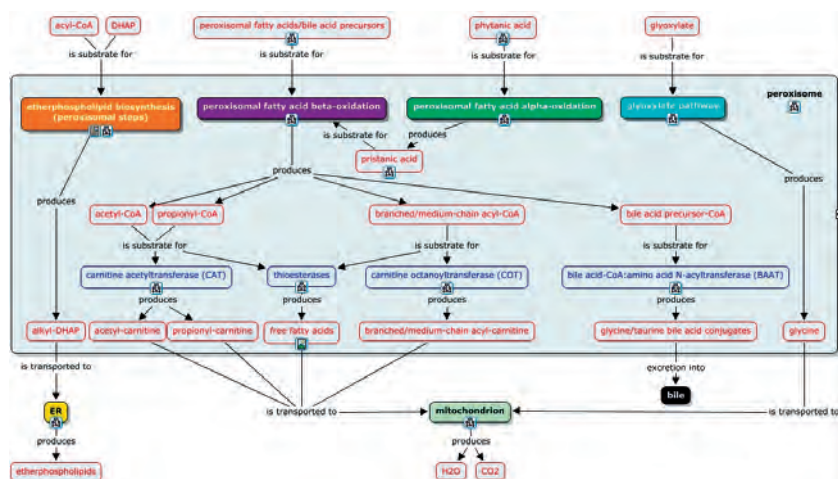 acyl-CoA DHAP peroxisomal fatty acids/bile acid precursors phytanic acid glyoxylate
is substrate for is substrate for is substrate for is substrate for
peroxisome
etherphospholipid biosynthesis
(peroxisomal steps)
peroxisomal fatty acid beta-oxidation peroxisomal fatty acid alpha-oxidation glyoxylate pathway
is substrate for produces
pristanic acid
produces produces
produces
acetyl-CoA propionyl-CoA branched/medium-chain acyl-CoA bile acid precursor-CoA
is substrate for is substrate for is substrate for
carnitine acetyltransferase (CAT) thioesterases carnitine octanoyltransferase (COT) bile acid-CoA:amino acid N-acyltransferase (BAAT)
produces produces produces produces
alkyl-DHAP acetyl-carnitine propionyl-carnitine free fatty acids branched/medium-chain acyl-carnitine glycine/taurine bile acid conjugates glycine
is transported to excretion into
bile
ER is transported to mitochondrion is transported to
produces produces
etherphospholipids H2O CO2